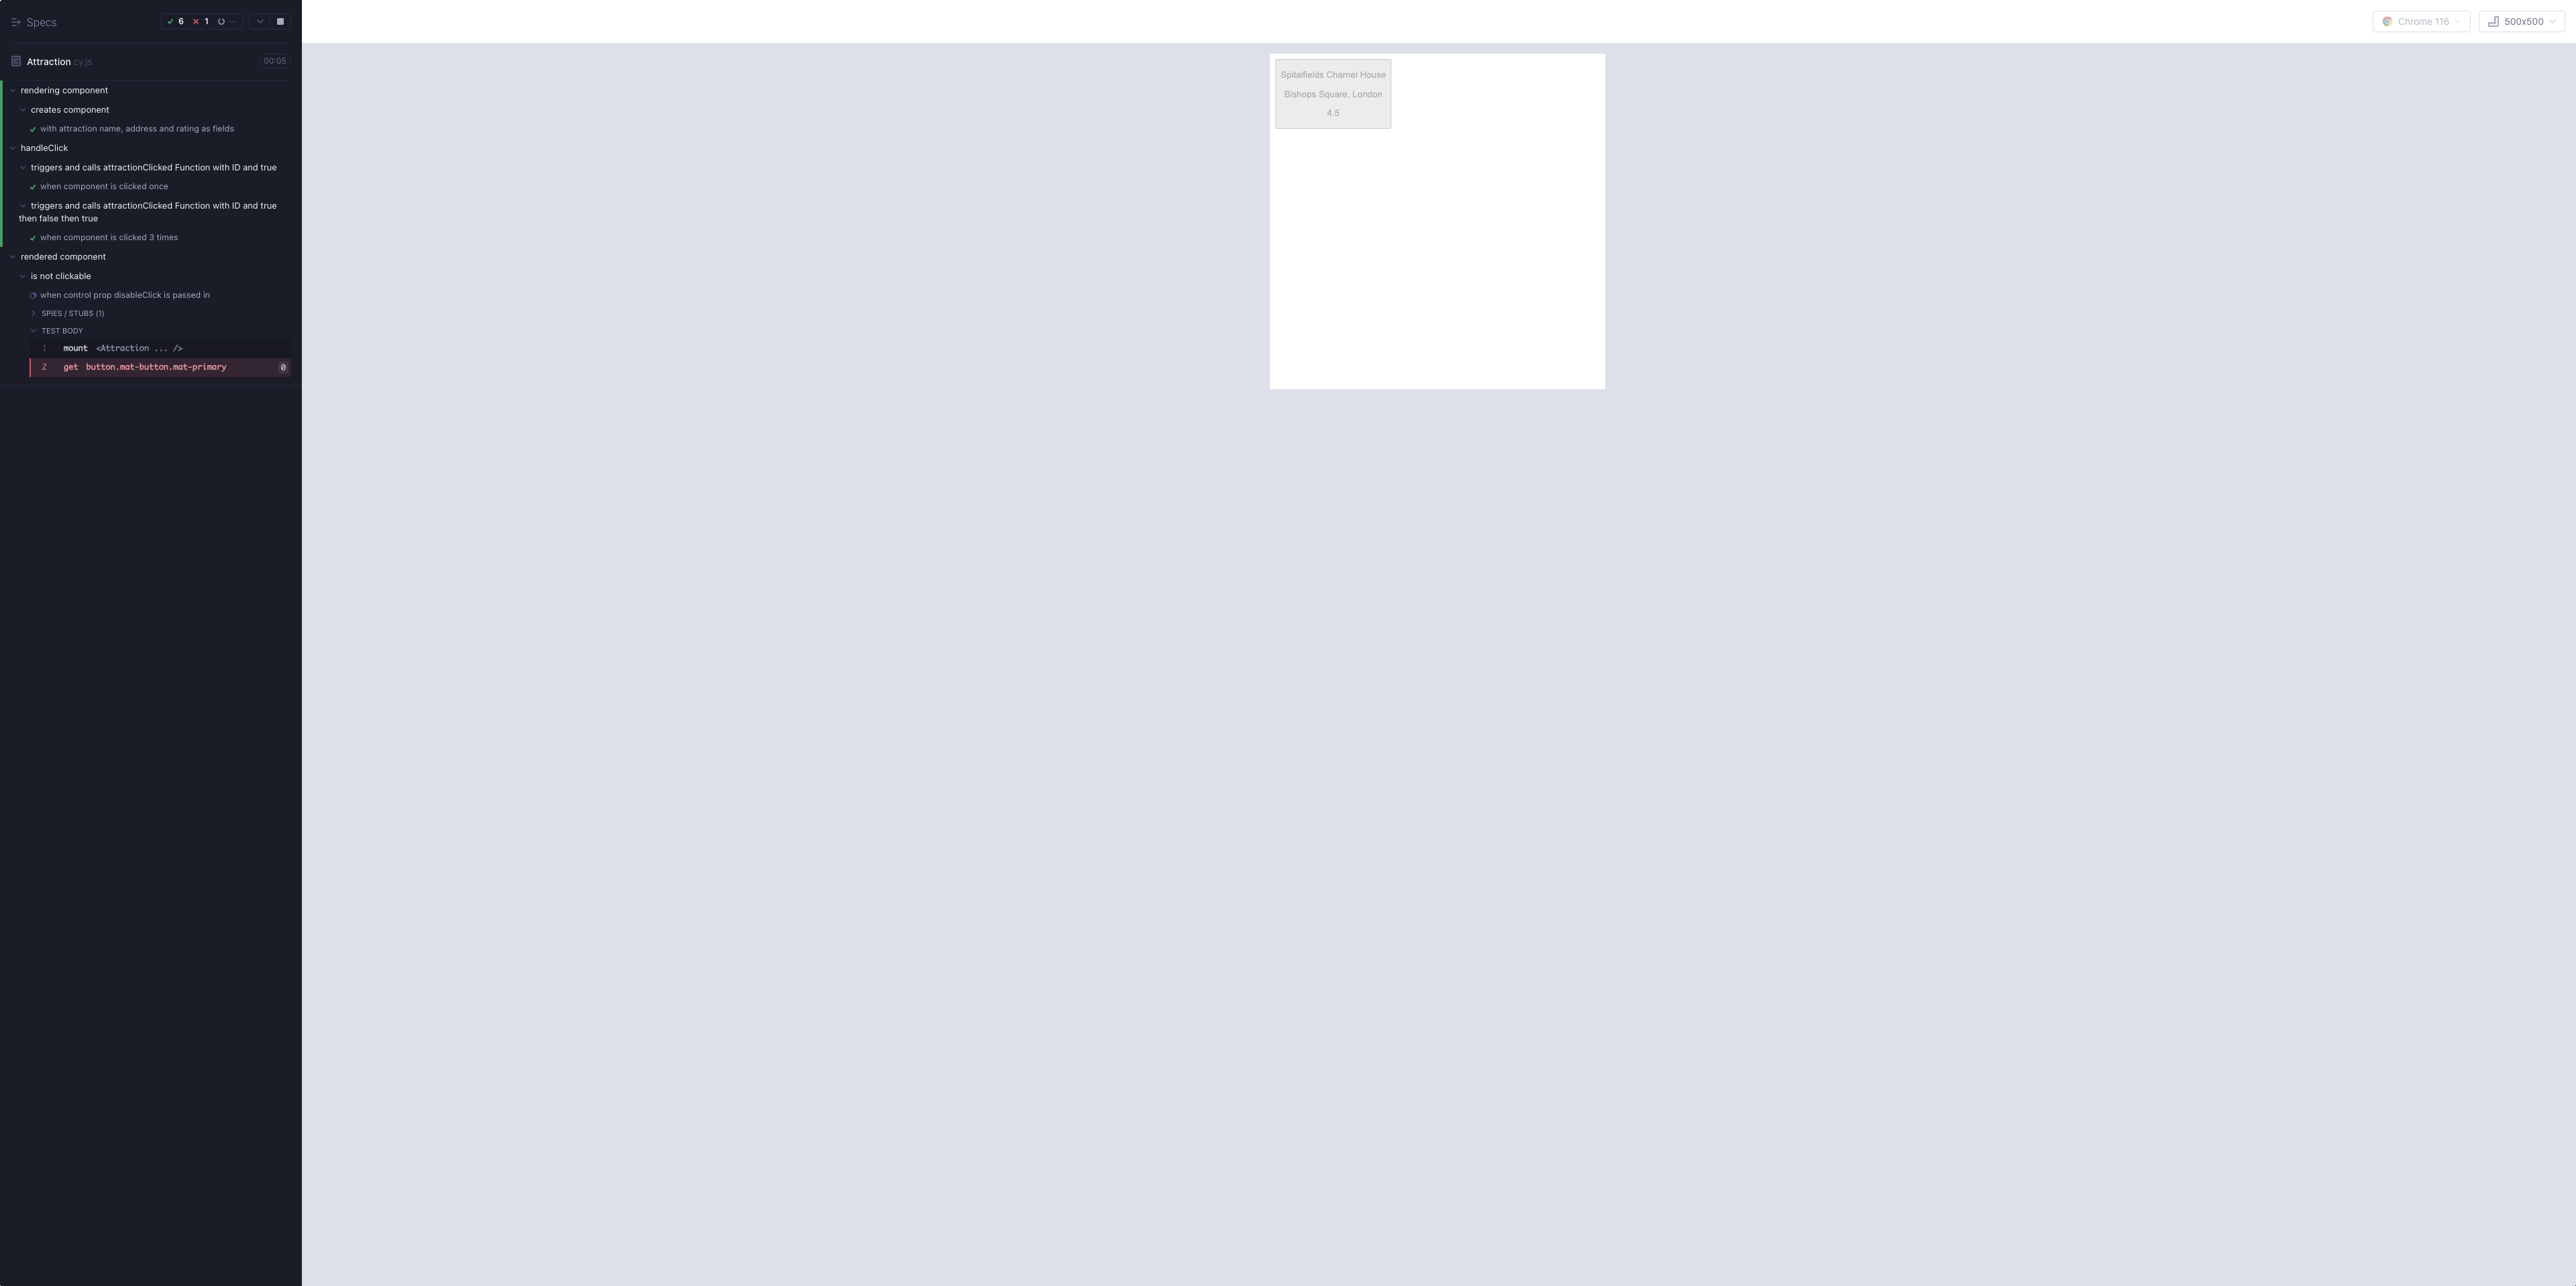 Specs
6 1 --
Attraction.cy.js
00:05
rendering component
creates component
with attraction name, address and rating as fields
handleClick
triggers and calls attractionClicked Function with ID and true
when component is clicked once
triggers and calls attractionClicked Function with ID and true
then false then true
when component is clicked 3 times
rendered component
is not clickable
when control prop disableClick is passed in
SPIES / STUBS (1)
TEST BODY
1 mount <Attraction ... />
2 get button.mat-button.mat-primary 0
Chrome 116
500x500
Spitalfields Charnel House
Bishops Square, London
4.5